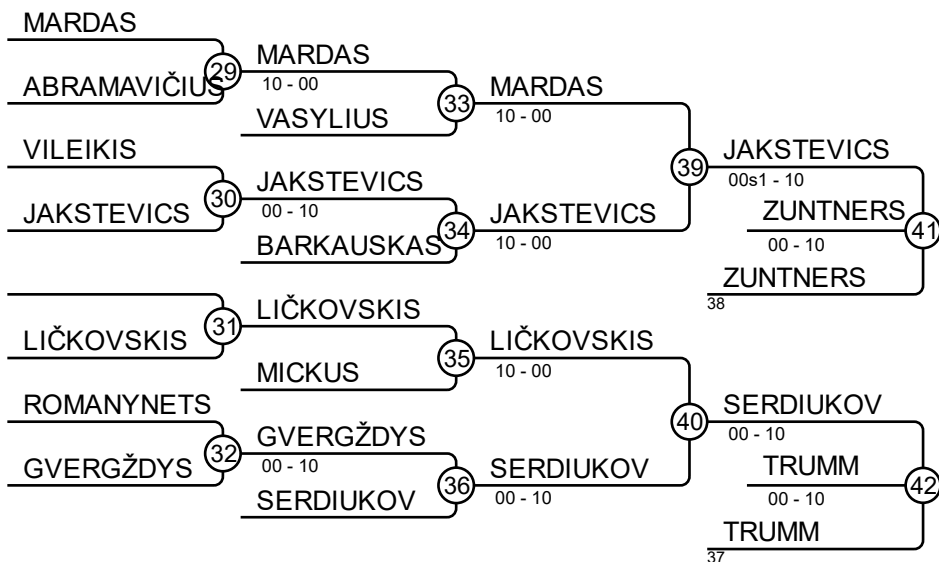 MARDAS
ABRAMAVIČIUS
29
MARDAS
10 - 00
VASYLIUS
33
MARDAS
10 - 00
VILEIKIS
JAKSTEVICS
30
JAKSTEVICS
00 - 10
BARKAUSKAS
34
JAKSTEVICS
10 - 00
39
JAKSTEVICS
00s1 - 10
ZUNTNERS
00 - 10
41
ZUNTNERS
38
LIČKOVSKIS
31
LIČKOVSKIS
MICKUS
35
LIČKOVSKIS
10 - 00
ROMANYNETS
GVERGŽDYS
32
GVERGŽDYS
00 - 10
SERDIUKOV
36
SERDIUKOV
00 - 10
40
SERDIUKOV
00 - 10
TRUMM
00 - 10
42
TRUMM
37